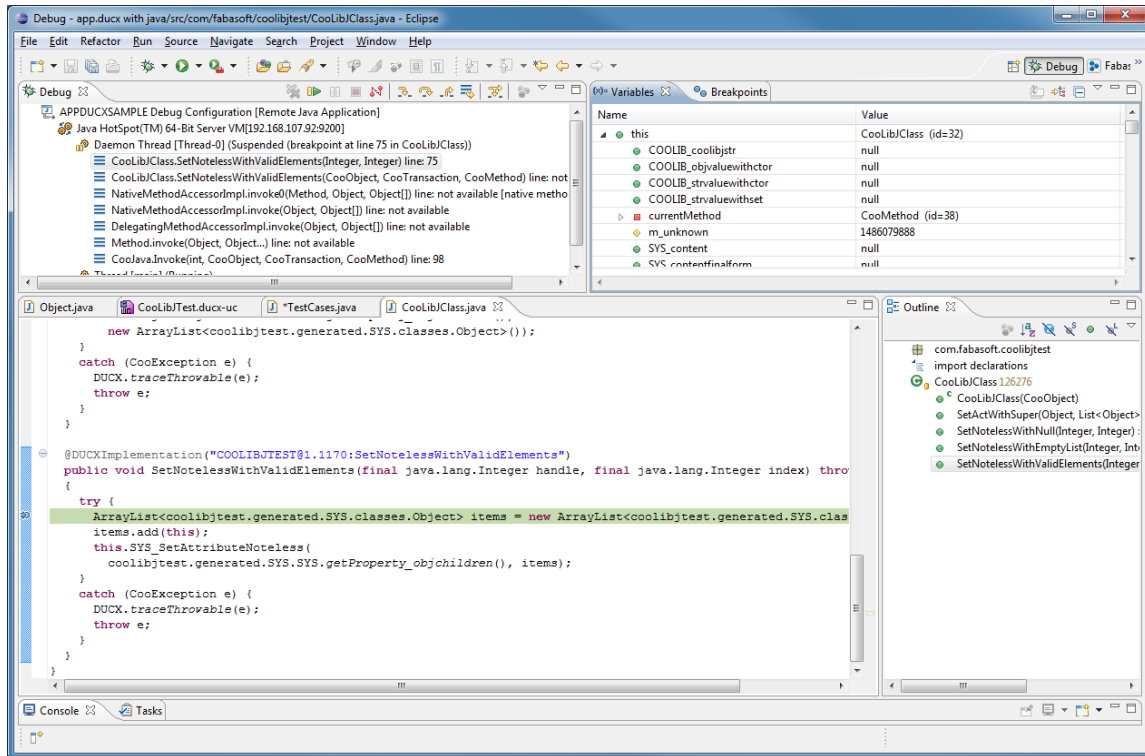 Debug - app.ducx with java/src/com/fabasoft/coolibjtest/CooLibJClass.java - Eclipse
File Edit Refactor Run Source Navigate Search Project Window Help
Debug Fabas
Debug
APPDUCXSAMPLE Debug Configuration [Remote Java Application]
Java HotSpot(TM) 64-Bit Server VM[192.168.107.92:9200]
Daemon Thread [Thread-0] (Suspended (breakpoint at line 75 in CooLibJClass))
CooLibJClass.SetNotelessWithValidElements(Integer, Integer) line: 75
CooLibJClass.SetNotelessWithValidElements(CooObject, CooTransaction, CooMethod) line: not
NativeMethodAccessorImpl.invoke0(Method, Object, Object[]) line: not available [native metho
NativeMethodAccessorImpl.invoke(Object, Object[]) line: not available
DelegatingMethodAccessorImpl.invoke(Object, Object[]) line: not available
Method.invoke(Object, Object...) line: not available
CooJava.Invoke(int, CooObject, CooTransaction, CooMethod) line: 98
Thread [main] (Running)
(x)= Variables Breakpoints
Name Value
this CooLibJClass (id=32)
COOLIB_coolibjstr null
COOLIB_objvaluewithctor null
COOLIB_strvaluewithctor null
COOLIB_strvaluewithset null
currentMethod CooMethod (id=38)
m_unknown 1486079888
SYS_content null
SYS_contentfinalform null
Object.java CooLibJTest.ducx-uc *TestCases.java CooLibJClass.java
new ArrayList<coolibjtest.generated.SYS.classes.Object>());
}
catch (CooException e) {
DUCX.traceThrowable(e);
throw e;
}
}
@DUCXImplementation("COOLIBJTEST@1.1170:SetNotelessWithValidElements")
public void SetNotelessWithValidElements(final java.lang.Integer handle, final java.lang.Integer index) throw
{
try {
ArrayList<coolibjtest.generated.SYS.classes.Object> items = new ArrayList<coolibjtest.generated.SYS.clas
items.add(this);
this.SYS_SetAttributeNoteless(
coolibjtest.generated.SYS.SYS.getProperty_objchildren(), items);
}
catch (CooException e) {
DUCX.traceThrowable(e);
throw e;
}
}
}
Outline
com.fabasoft.coolibjtest
import declarations
CooLibJClass 126276
CooLibJClass(CooObject)
SetActWithSuper(Object, List<Object>
SetNotelessWithNull(Integer, Integer) :
SetNotelessWithEmptyList(Integer, Inte
SetNotelessWithValidElements(Integer
Console Tasks